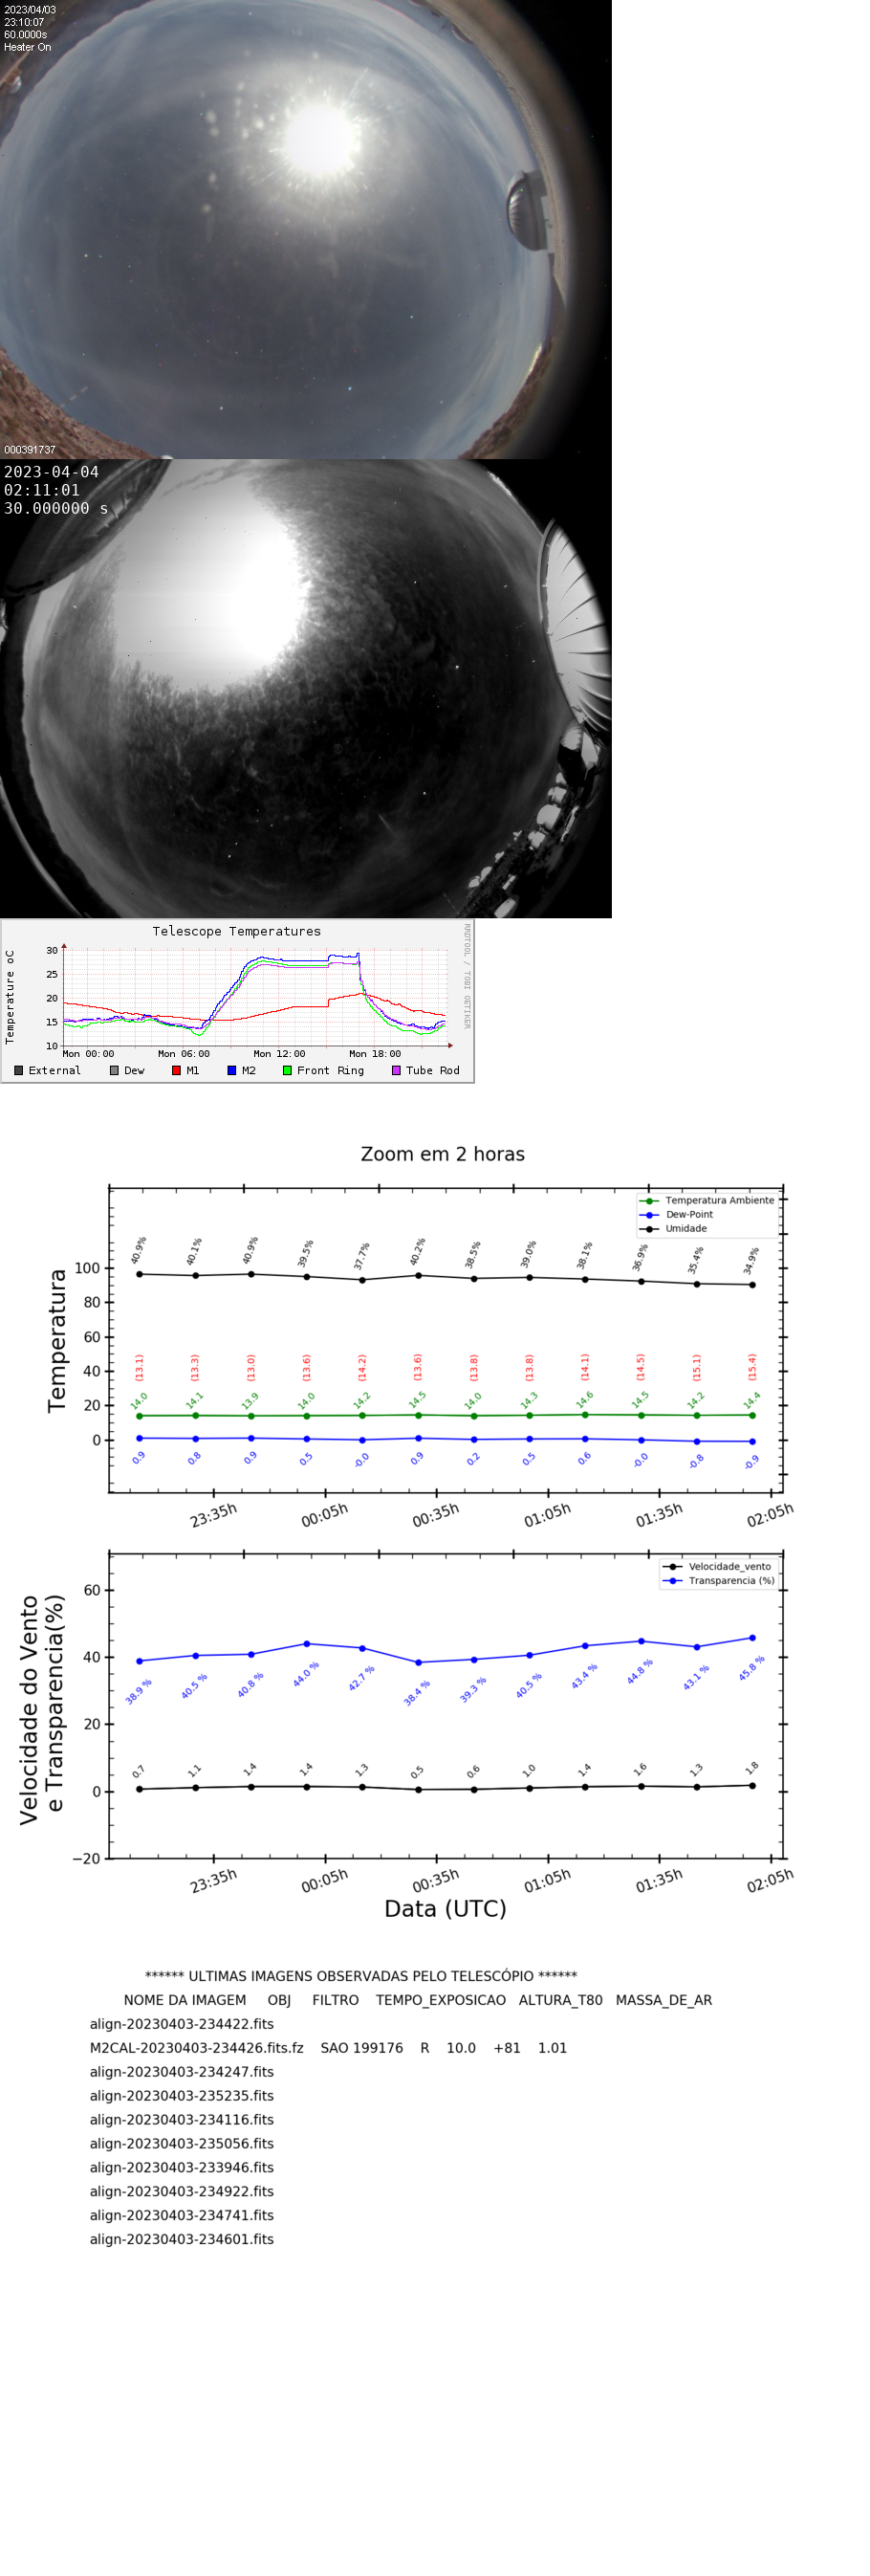 2023/04/03
23:10:07
60.0000s
Heater On
000391737
2023-04-04
02:11:01
30.000000 s
Telescope Temperatures
RRDTOOL / TOBI OETIKER
Temperature oC
30
25
20
15
10
Mon 00:00 Mon 06:00 Mon 12:00 Mon 18:00
External Dew M1 M2 Front Ring Tube Rod
Zoom em 2 horas
Temperatura Ambiente
Dew-Point
Umidade
Temperatura
100
80
60
40
20
0
40.9% 40.1% 40.9% 39.5% 37.7% 40.2% 38.5% 39.0% 38.1% 36.9% 35.4% 34.9%
(13.1) (13.3) (13.0) (13.6) (14.2) (13.6) (13.8) (13.8) (14.1) (14.5) (15.1) (15.4)
14.0 14.1 13.9 14.0 14.2 14.5 14.0 14.3 14.6 14.5 14.2 14.4
0.9 0.8 0.9 0.5 -0.0 0.9 0.2 0.5 0.6 -0.0 -0.8 -0.9
23:35h 00:05h 00:35h 01:05h 01:35h 02:05h
Velocidade_vento
Transparencia (%)
Velocidade do Vento
e Transparencia(%)
60
40
20
0
−20
38.9 % 40.5 % 40.8 % 44.0 % 42.7 % 38.4 % 39.3 % 40.5 % 43.4 % 44.8 % 43.1 % 45.8 %
0.7 1.1 1.4 1.4 1.3 0.5 0.6 1.0 1.4 1.6 1.3 1.8
23:35h 00:05h 00:35h 01:05h 01:35h 02:05h
Data (UTC)
****** ULTIMAS IMAGENS OBSERVADAS PELO TELESCÓPIO ******
NOME DA IMAGEM OBJ FILTRO TEMPO_EXPOSICAO ALTURA_T80 MASSA_DE_AR
align-20230403-234422.fits
M2CAL-20230403-234426.fits.fz SAO 199176 R 10.0 +81 1.01
align-20230403-234247.fits
align-20230403-235235.fits
align-20230403-234116.fits
align-20230403-235056.fits
align-20230403-233946.fits
align-20230403-234922.fits
align-20230403-234741.fits
align-20230403-234601.fits